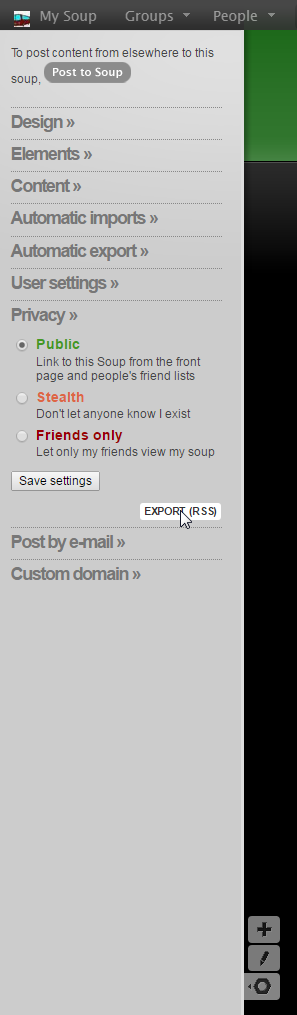 My Soup Groups People
To post content from elsewhere to this
soup, Post to Soup
Design »
Elements »
Content »
Automatic imports »
Automatic export »
User settings »
Privacy »
Public
Link to this Soup from the front
page and people's friend lists
Stealth
Don't let anyone know I exist
Friends only
Let only my friends view my soup
Save settings
EXPORT (RSS)
Post by e-mail »
Custom domain »